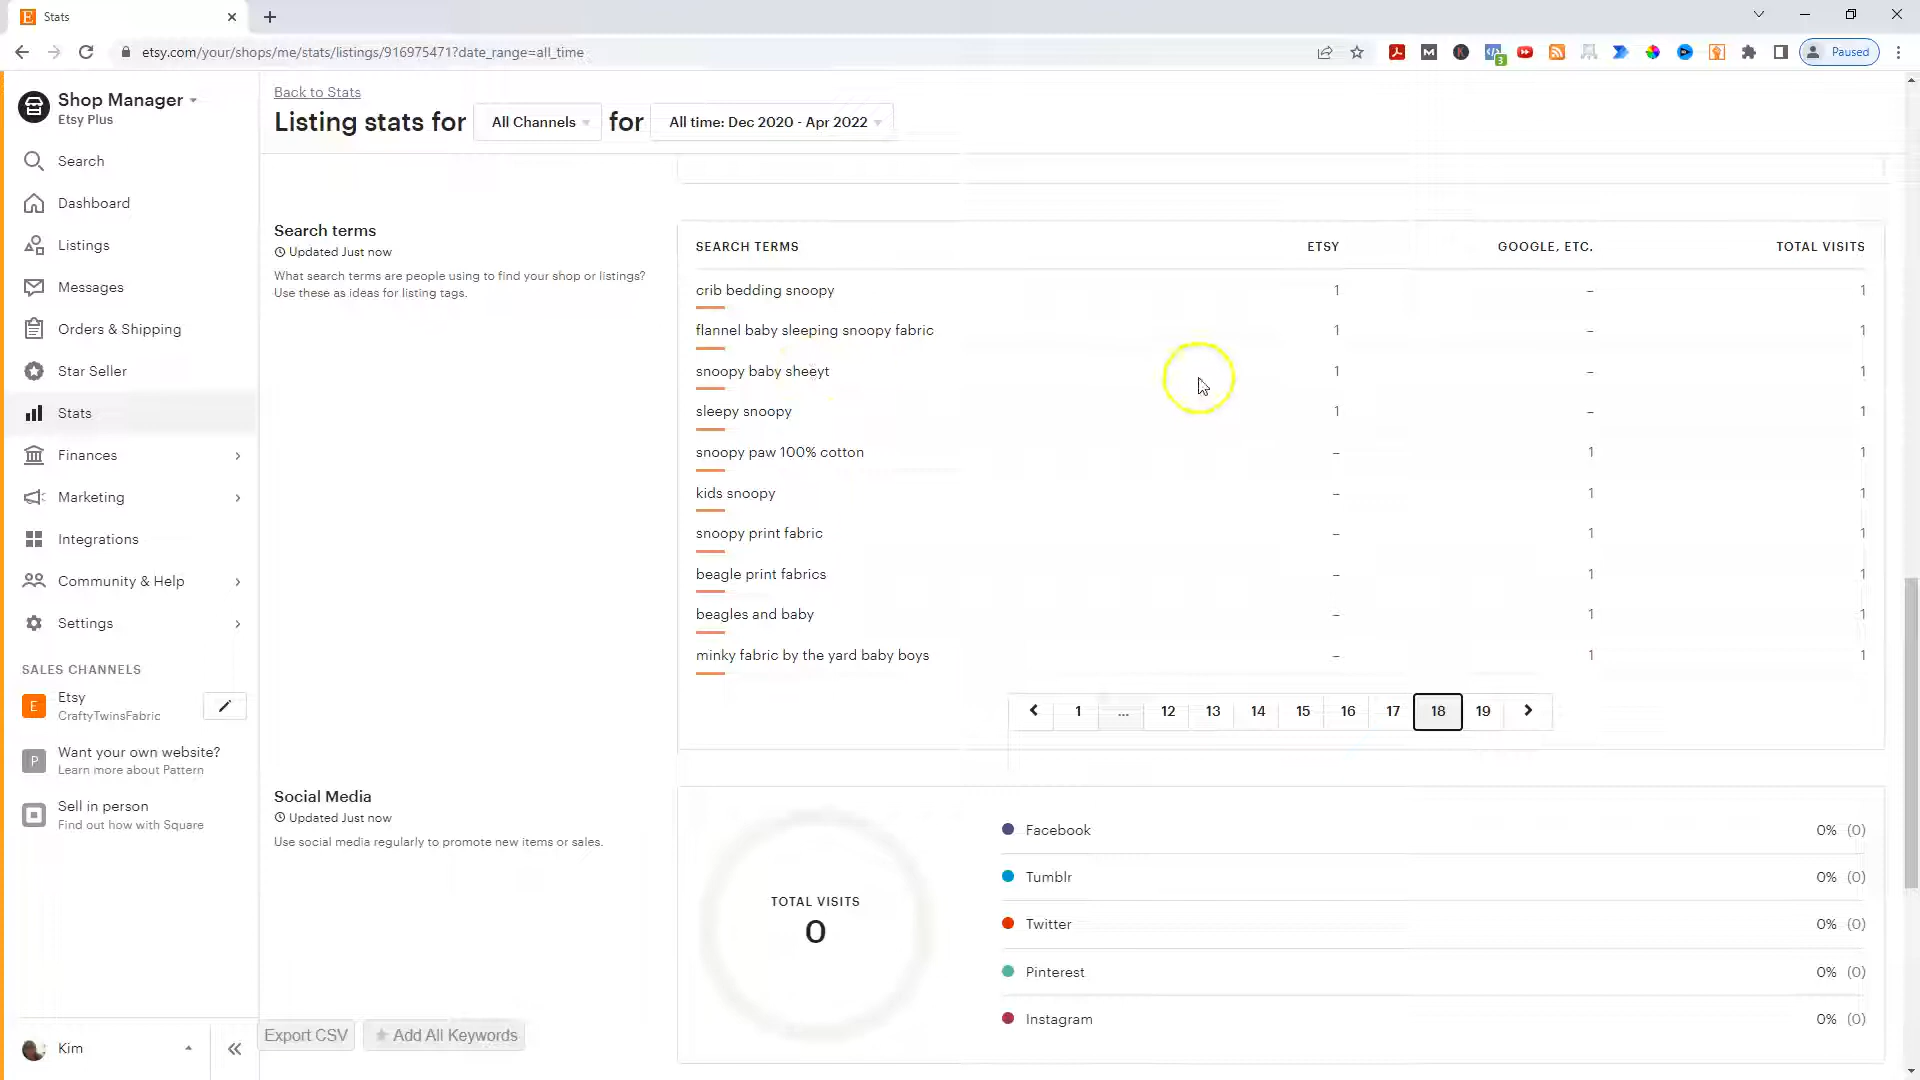 Stats
etsy.com/your/shops/me/stats/listings/916975471?date_range=all_time
3
Paused
Shop Manager
Etsy Plus
Search
Dashboard
Listings
Messages
Orders & Shipping
Star Seller
Stats
Finances
Marketing
Integrations
Community & Help
Settings
SALES CHANNELS
E
Etsy
CraftyTwinsFabric
P
Want your own website?
Learn more about Pattern
Sell in person
Find out how with Square
Kim
Back to Stats
Listing stats for All Channels for All time: Dec 2020 - Apr 2022
Search terms
Updated Just now
What search terms are people using to find your shop or listings?
Use these as ideas for listing tags.
SEARCH TERMS ETSY GOOGLE, ETC. TOTAL VISITS
crib bedding snoopy 1 – 1
flannel baby sleeping snoopy fabric 1 – 1
snoopy baby sheeyt 1 – 1
sleepy snoopy 1 – 1
snoopy paw 100% cotton – 1 1
kids snoopy – 1 1
snoopy print fabric – 1 1
beagle print fabrics – 1 1
beagles and baby – 1 1
minky fabric by the yard baby boys – 1 1
1 ... 12 13 14 15 16 17 18 19
Social Media
Updated Just now
Use social media regularly to promote new items or sales.
TOTAL VISITS
0
Facebook 0% (0)
Tumblr 0% (0)
Twitter 0% (0)
Pinterest 0% (0)
Instagram 0% (0)
Export CSV
Add All Keywords